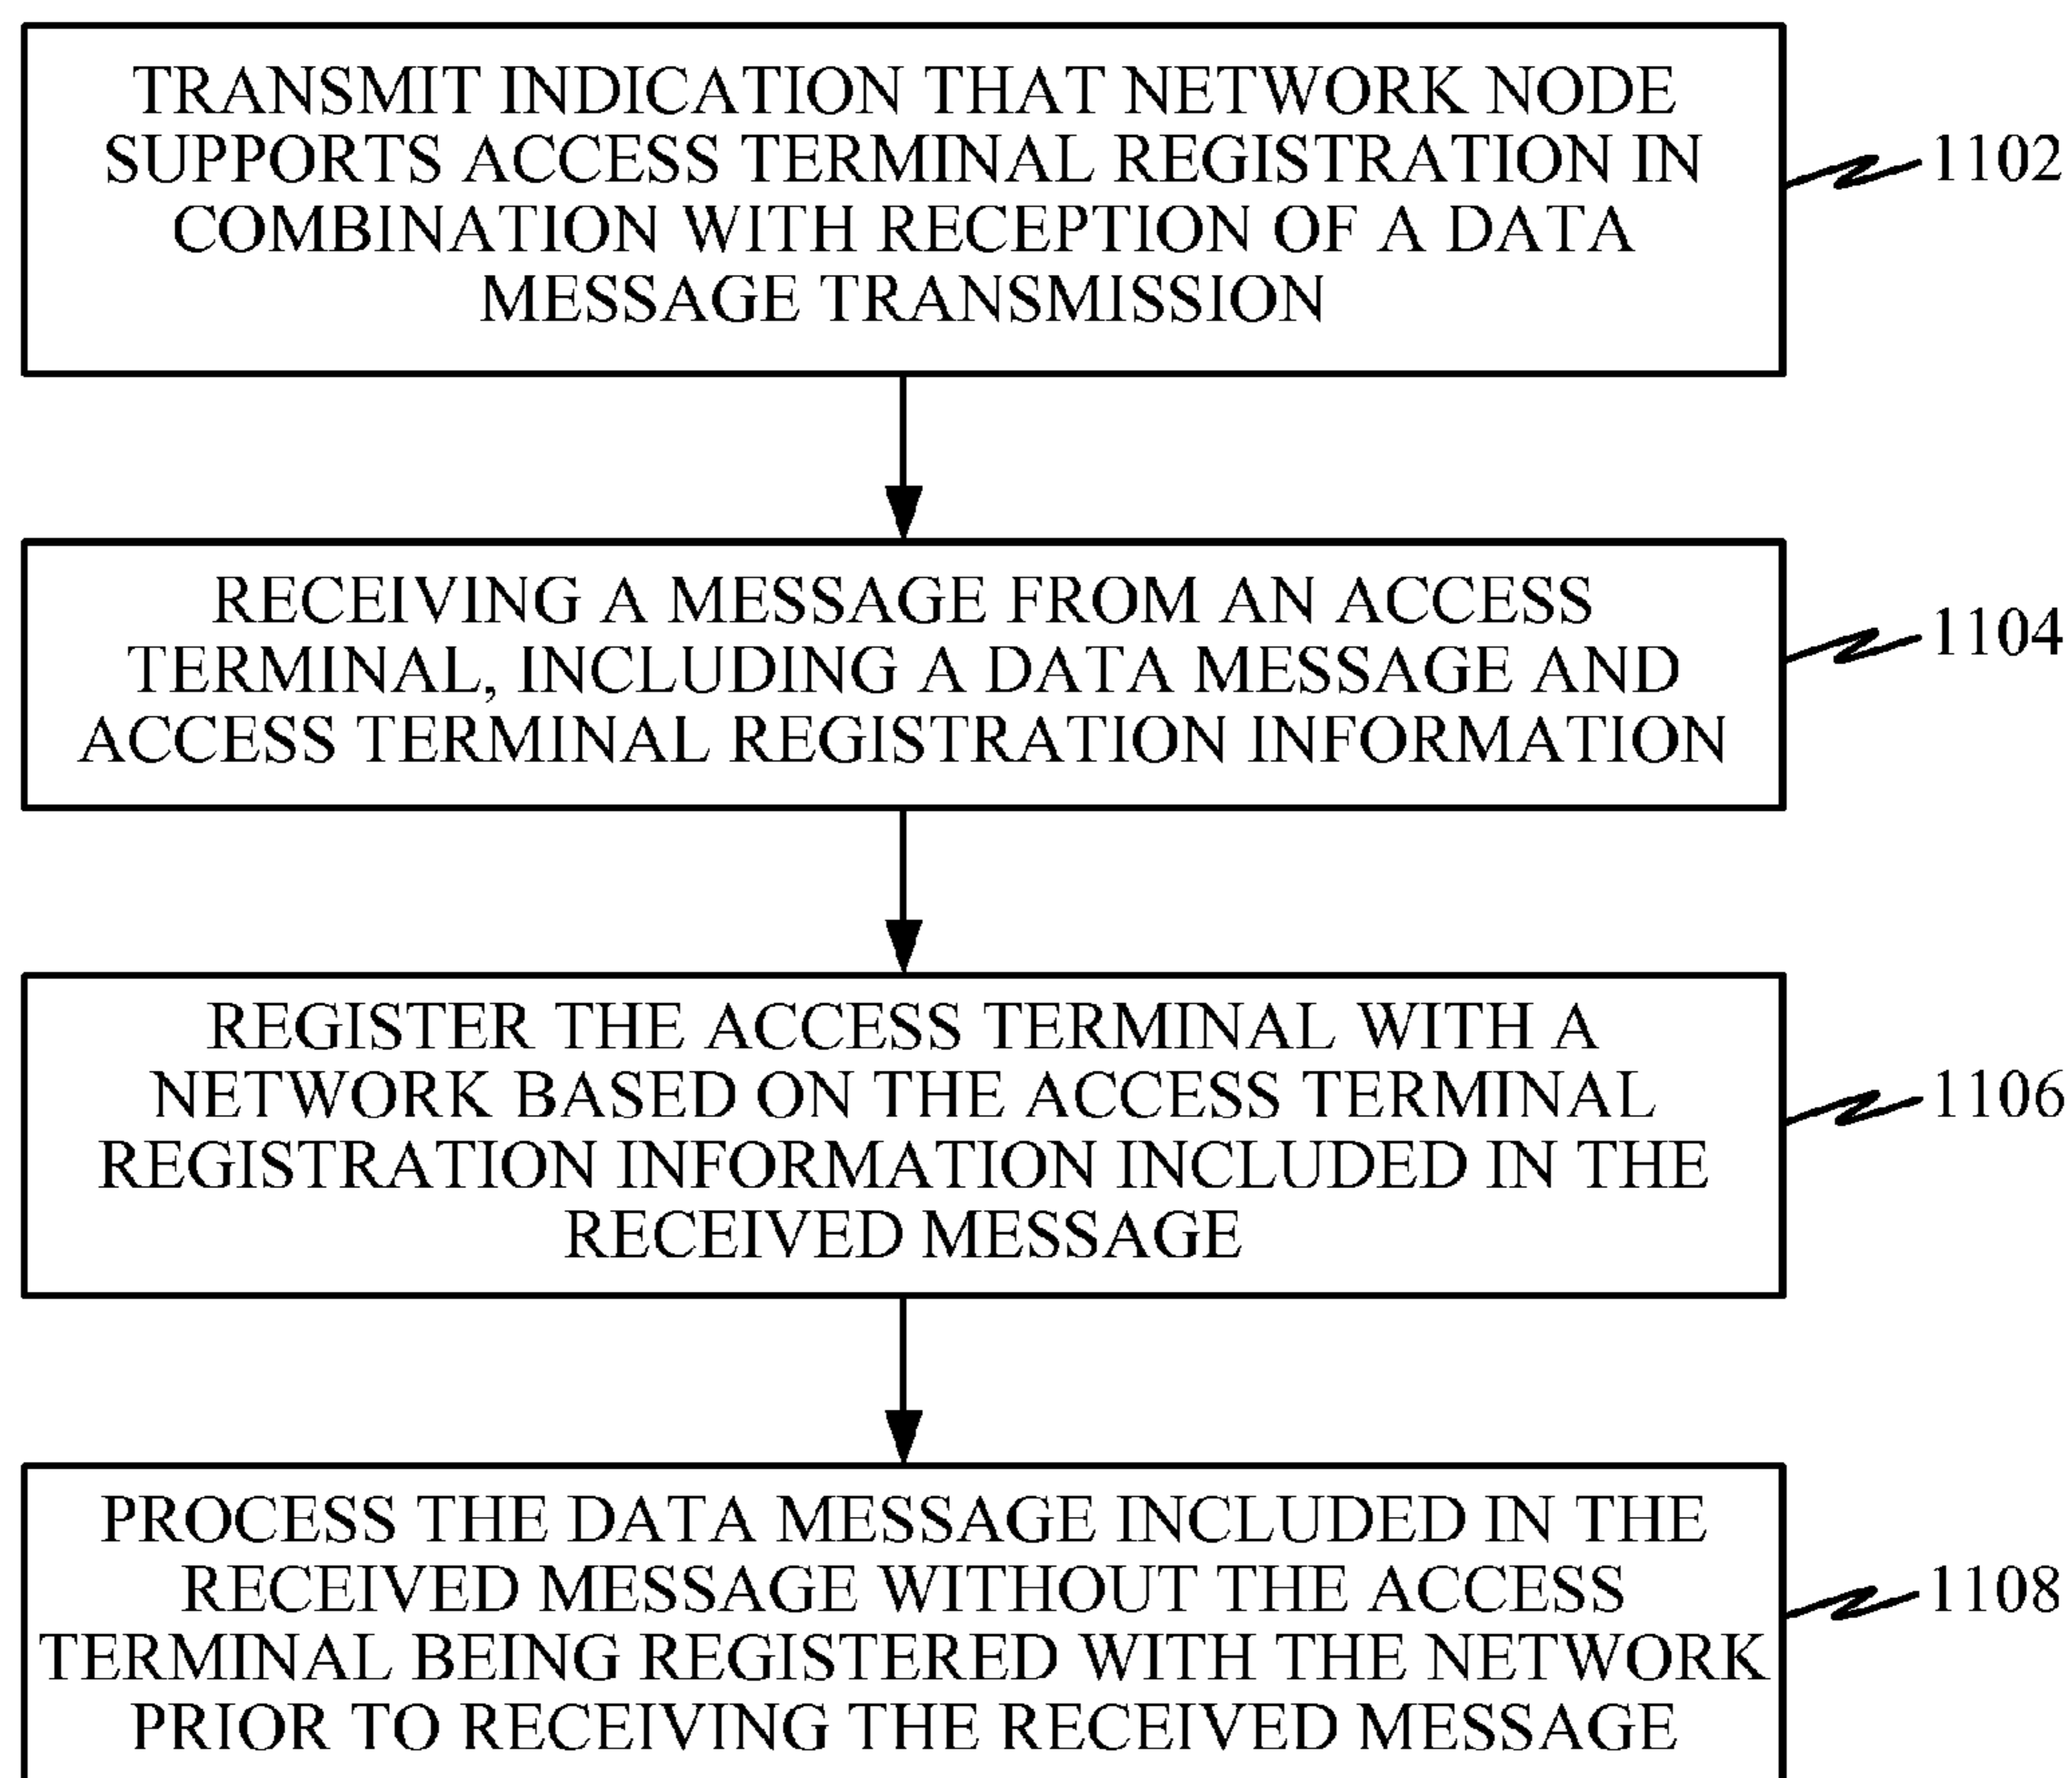 TRANSMIT INDICATION THAT NETWORK NODE
SUPPORTS ACCESS TERMINAL REGISTRATION IN
COMBINATION WITH RECEPTION OF A DATA
MESSAGE TRANSMISSION
1102
RECEIVING A MESSAGE FROM AN ACCESS
TERMINAL, INCLUDING A DATA MESSAGE AND
ACCESS TERMINAL REGISTRATION INFORMATION
1104
REGISTER THE ACCESS TERMINAL WITH A
NETWORK BASED ON THE ACCESS TERMINAL
REGISTRATION INFORMATION INCLUDED IN THE
RECEIVED MESSAGE
1106
PROCESS THE DATA MESSAGE INCLUDED IN THE
RECEIVED MESSAGE WITHOUT THE ACCESS
TERMINAL BEING REGISTERED WITH THE NETWORK
PRIOR TO RECEIVING THE RECEIVED MESSAGE
1108